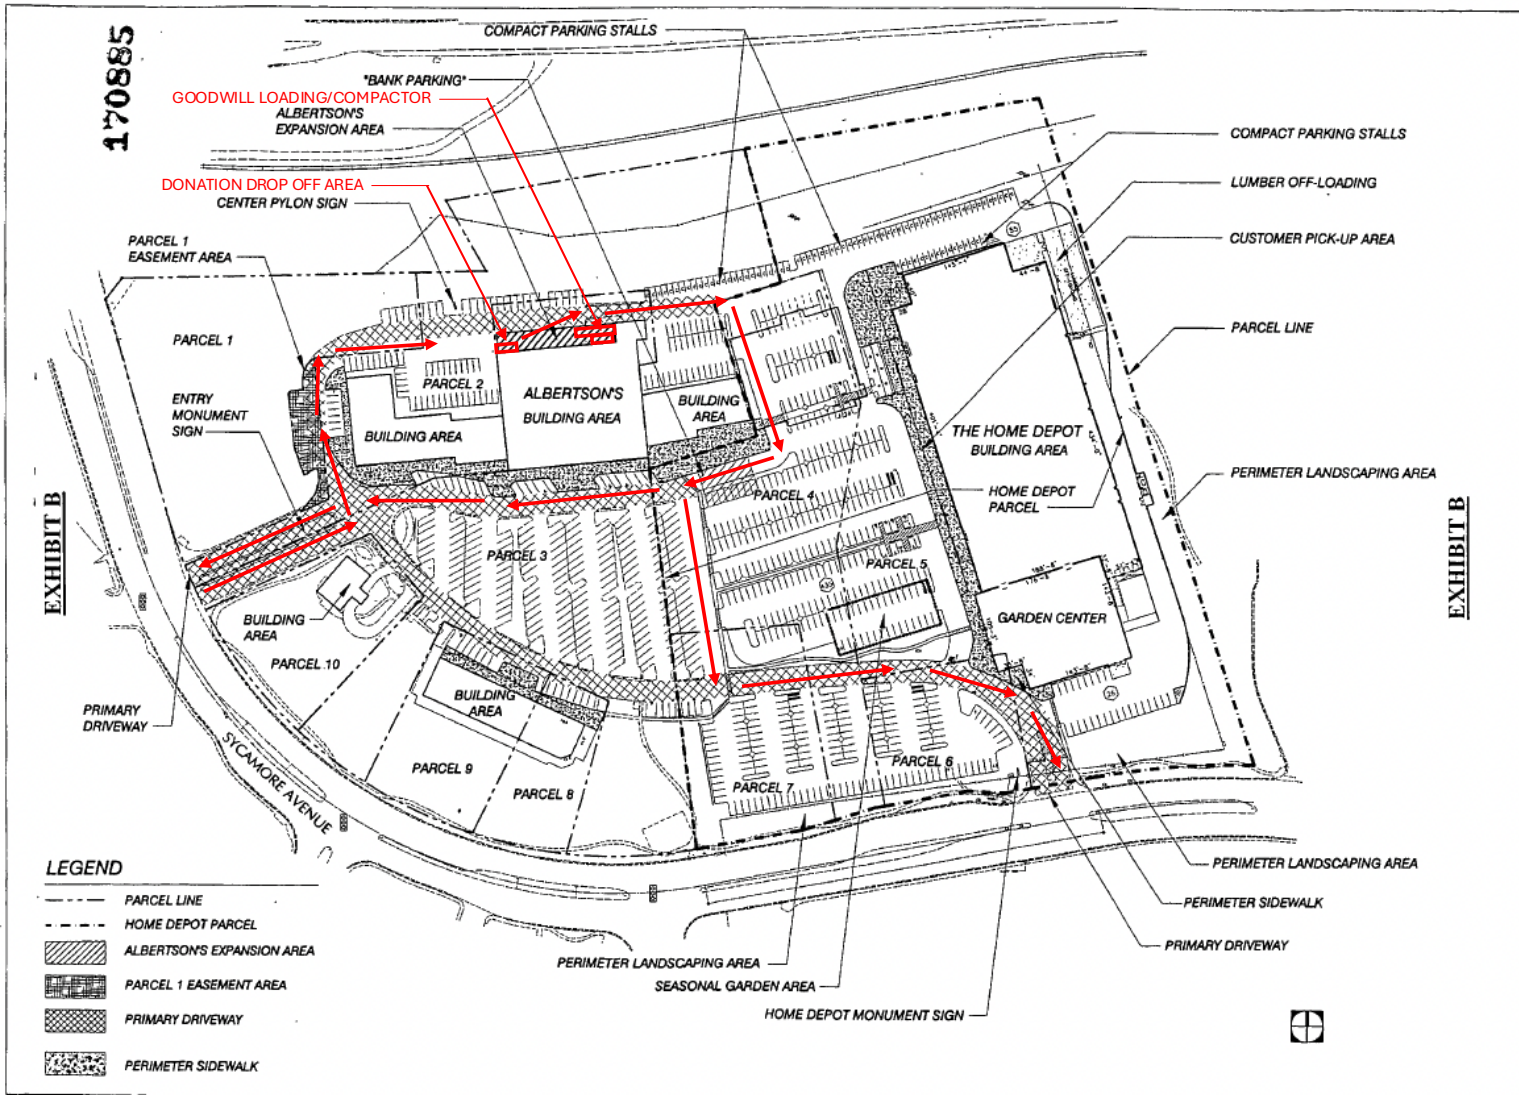 170885
COMPACT PARKING STALLS
"BANK PARKING"
GOODWILL LOADING/COMPACTOR
ALBERTSON'S
EXPANSION AREA
DONATION DROP OFF AREA
CENTER PYLON SIGN
PARCEL 1
EASEMENT AREA
COMPACT PARKING STALLS
LUMBER OFF-LOADING
CUSTOMER PICK-UP AREA
PARCEL LINE
PARCEL 1
ENTRY
MONUMENT
SIGN
PARCEL 2
ALBERTSON'S
BUILDING AREA
BUILDING AREA
BUILDING
AREA
THE HOME DEPOT
BUILDING AREA
HOME DEPOT
PARCEL
PERIMETER LANDSCAPING AREA
EXHIBIT B
EXHIBIT B
PARCEL 3
PARCEL 4
PARCEL 5
GARDEN CENTER
BUILDING
AREA
PARCEL 10
PRIMARY
DRIVEWAY
BUILDING
AREA
SYCAMORE AVENUE
PARCEL 9
PARCEL 8
PARCEL 7
PARCEL 6
26
LEGEND
PARCEL LINE
HOME DEPOT PARCEL
ALBERTSON'S EXPANSION AREA
PARCEL 1 EASEMENT AREA
PRIMARY DRIVEWAY
PERIMETER SIDEWALK
PERIMETER LANDSCAPING AREA
PERIMETER SIDEWALK
PRIMARY DRIVEWAY
PERIMETER LANDSCAPING AREA
SEASONAL GARDEN AREA
HOME DEPOT MONUMENT SIGN